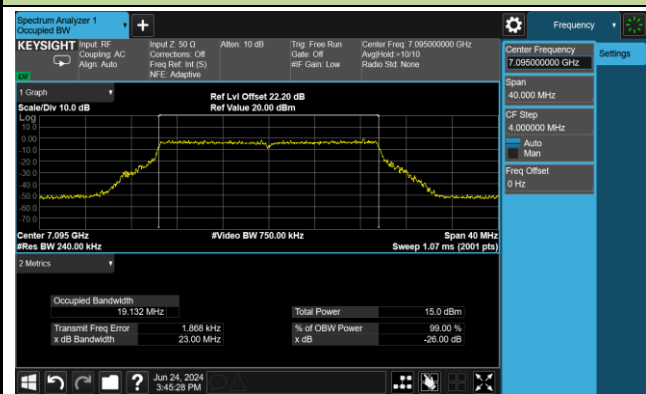 Spectrum Analyzer 1
Occupied BW
Frequency
KEYSIGHT
Input: RF
Coupling: AC
Align: Auto
Input Z: 50 Ω
Corrections: Off
Freq Ref: Int (S)
NFE: Adaptive
Atten: 10 dB
Trig: Free Run
Gate: Off
#IF Gain: Low
Center Freq: 7.095000000 GHz
Avg|Hold:>10/10
Radio Std: None
Center Frequency
7.095000000 GHz
Settings
Span
40.000 MHz
CF Step
4.000000 MHz
Auto
Man
Freq Offset
0 Hz
1 Graph
Scale/Div 10.0 dB
Ref Lvl Offset 22.20 dB
Ref Value 20.00 dBm
Log
10.0
0.00
-10.0
-20.0
-30.0
-40.0
-50.0
-60.0
-70.0
Center 7.095 GHz
#Res BW 240.00 kHz
#Video BW 750.00 kHz
Span 40 MHz
Sweep 1.07 ms (2001 pts)
2 Metrics
Occupied Bandwidth
19.132 MHz
Total Power 15.0 dBm
Transmit Freq Error 1.868 kHz
% of OBW Power 99.00 %
x dB Bandwidth 23.00 MHz
x dB -26.00 dB
Jun 24, 2024
3:45:28 PM